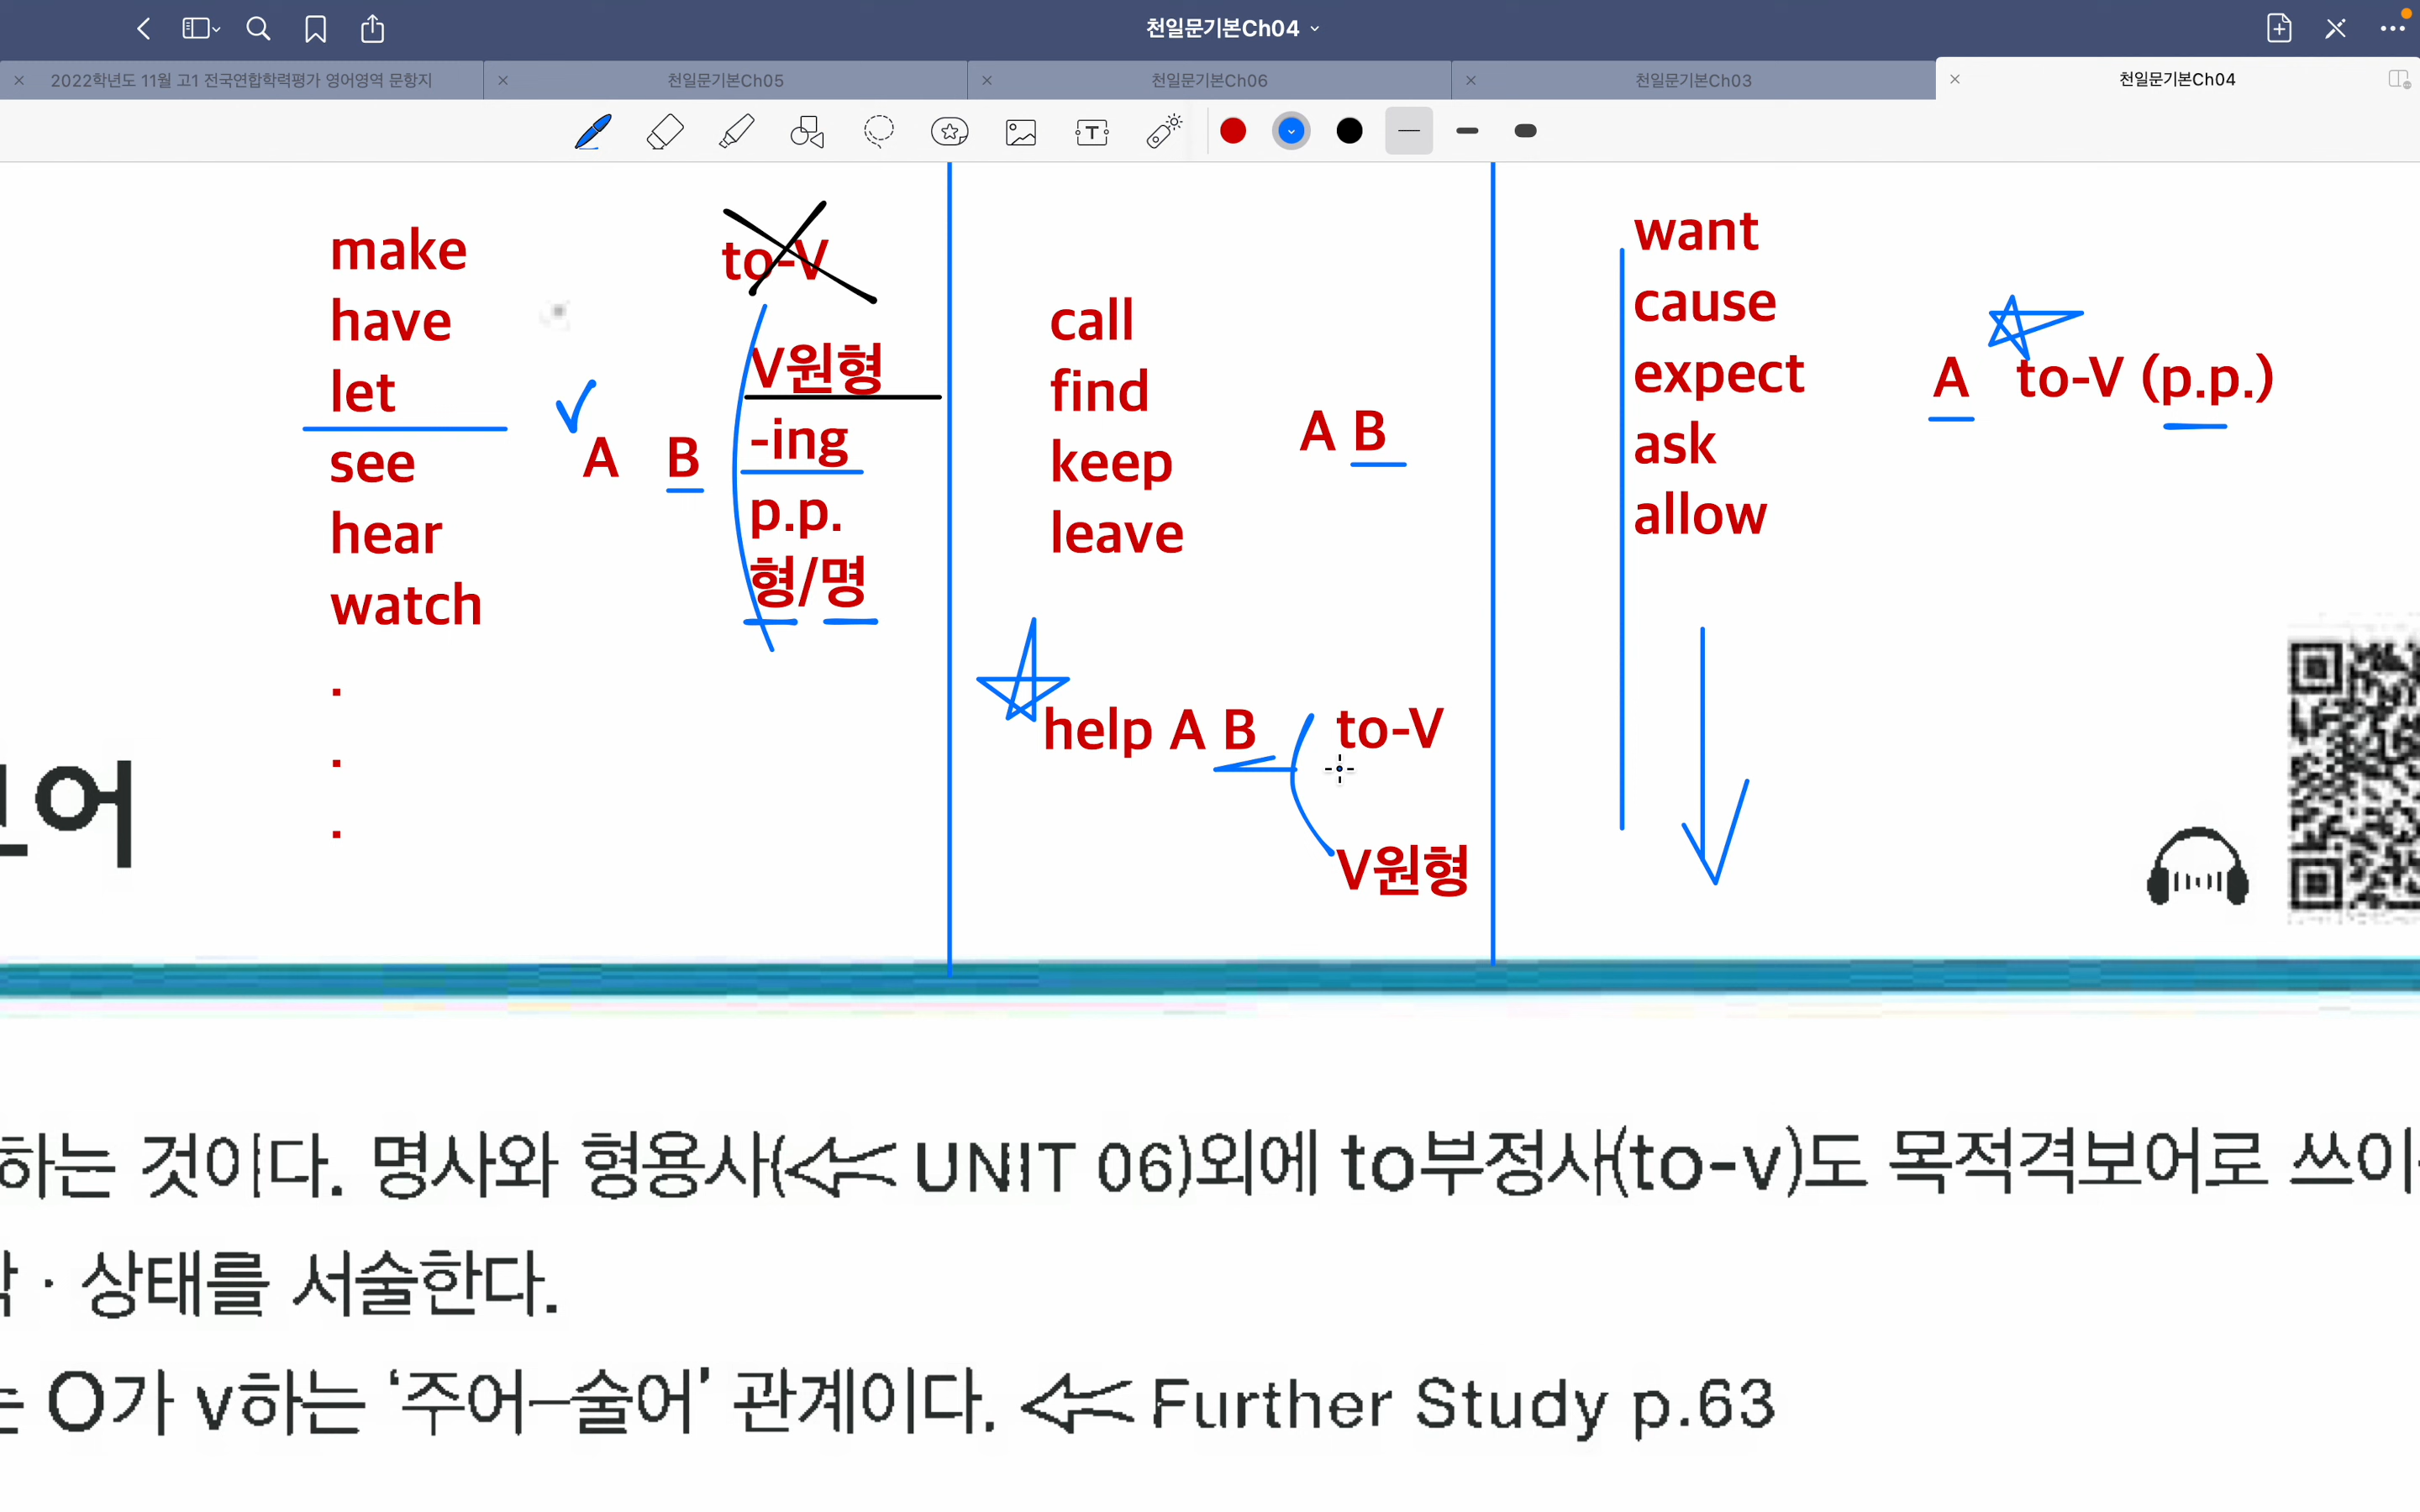 천일문기본Ch04
2022학년도 11월 고1 전국연합학력평가 영어영역 문항지
천일문기본Ch05
천일문기본Ch06
천일문기본Ch03
천일문기본Ch04
make
have
let
see
hear
watch
.
.
.
A B
to-V
V원형
-ing
p.p.
형/명
call
find
keep
leave
A B
help A B
to-V
V원형
want
cause
expect
ask
allow
A to-V (p.p.)
어
하는 것이다. 명사와 형용사(<< UNIT 06)외에 to부정사(to-v)도 목적격보어로 쓰이
· 상태를 서술한다.
는 O가 v하는 ‘주어—술어’ 관계이다. << Further Study p.63